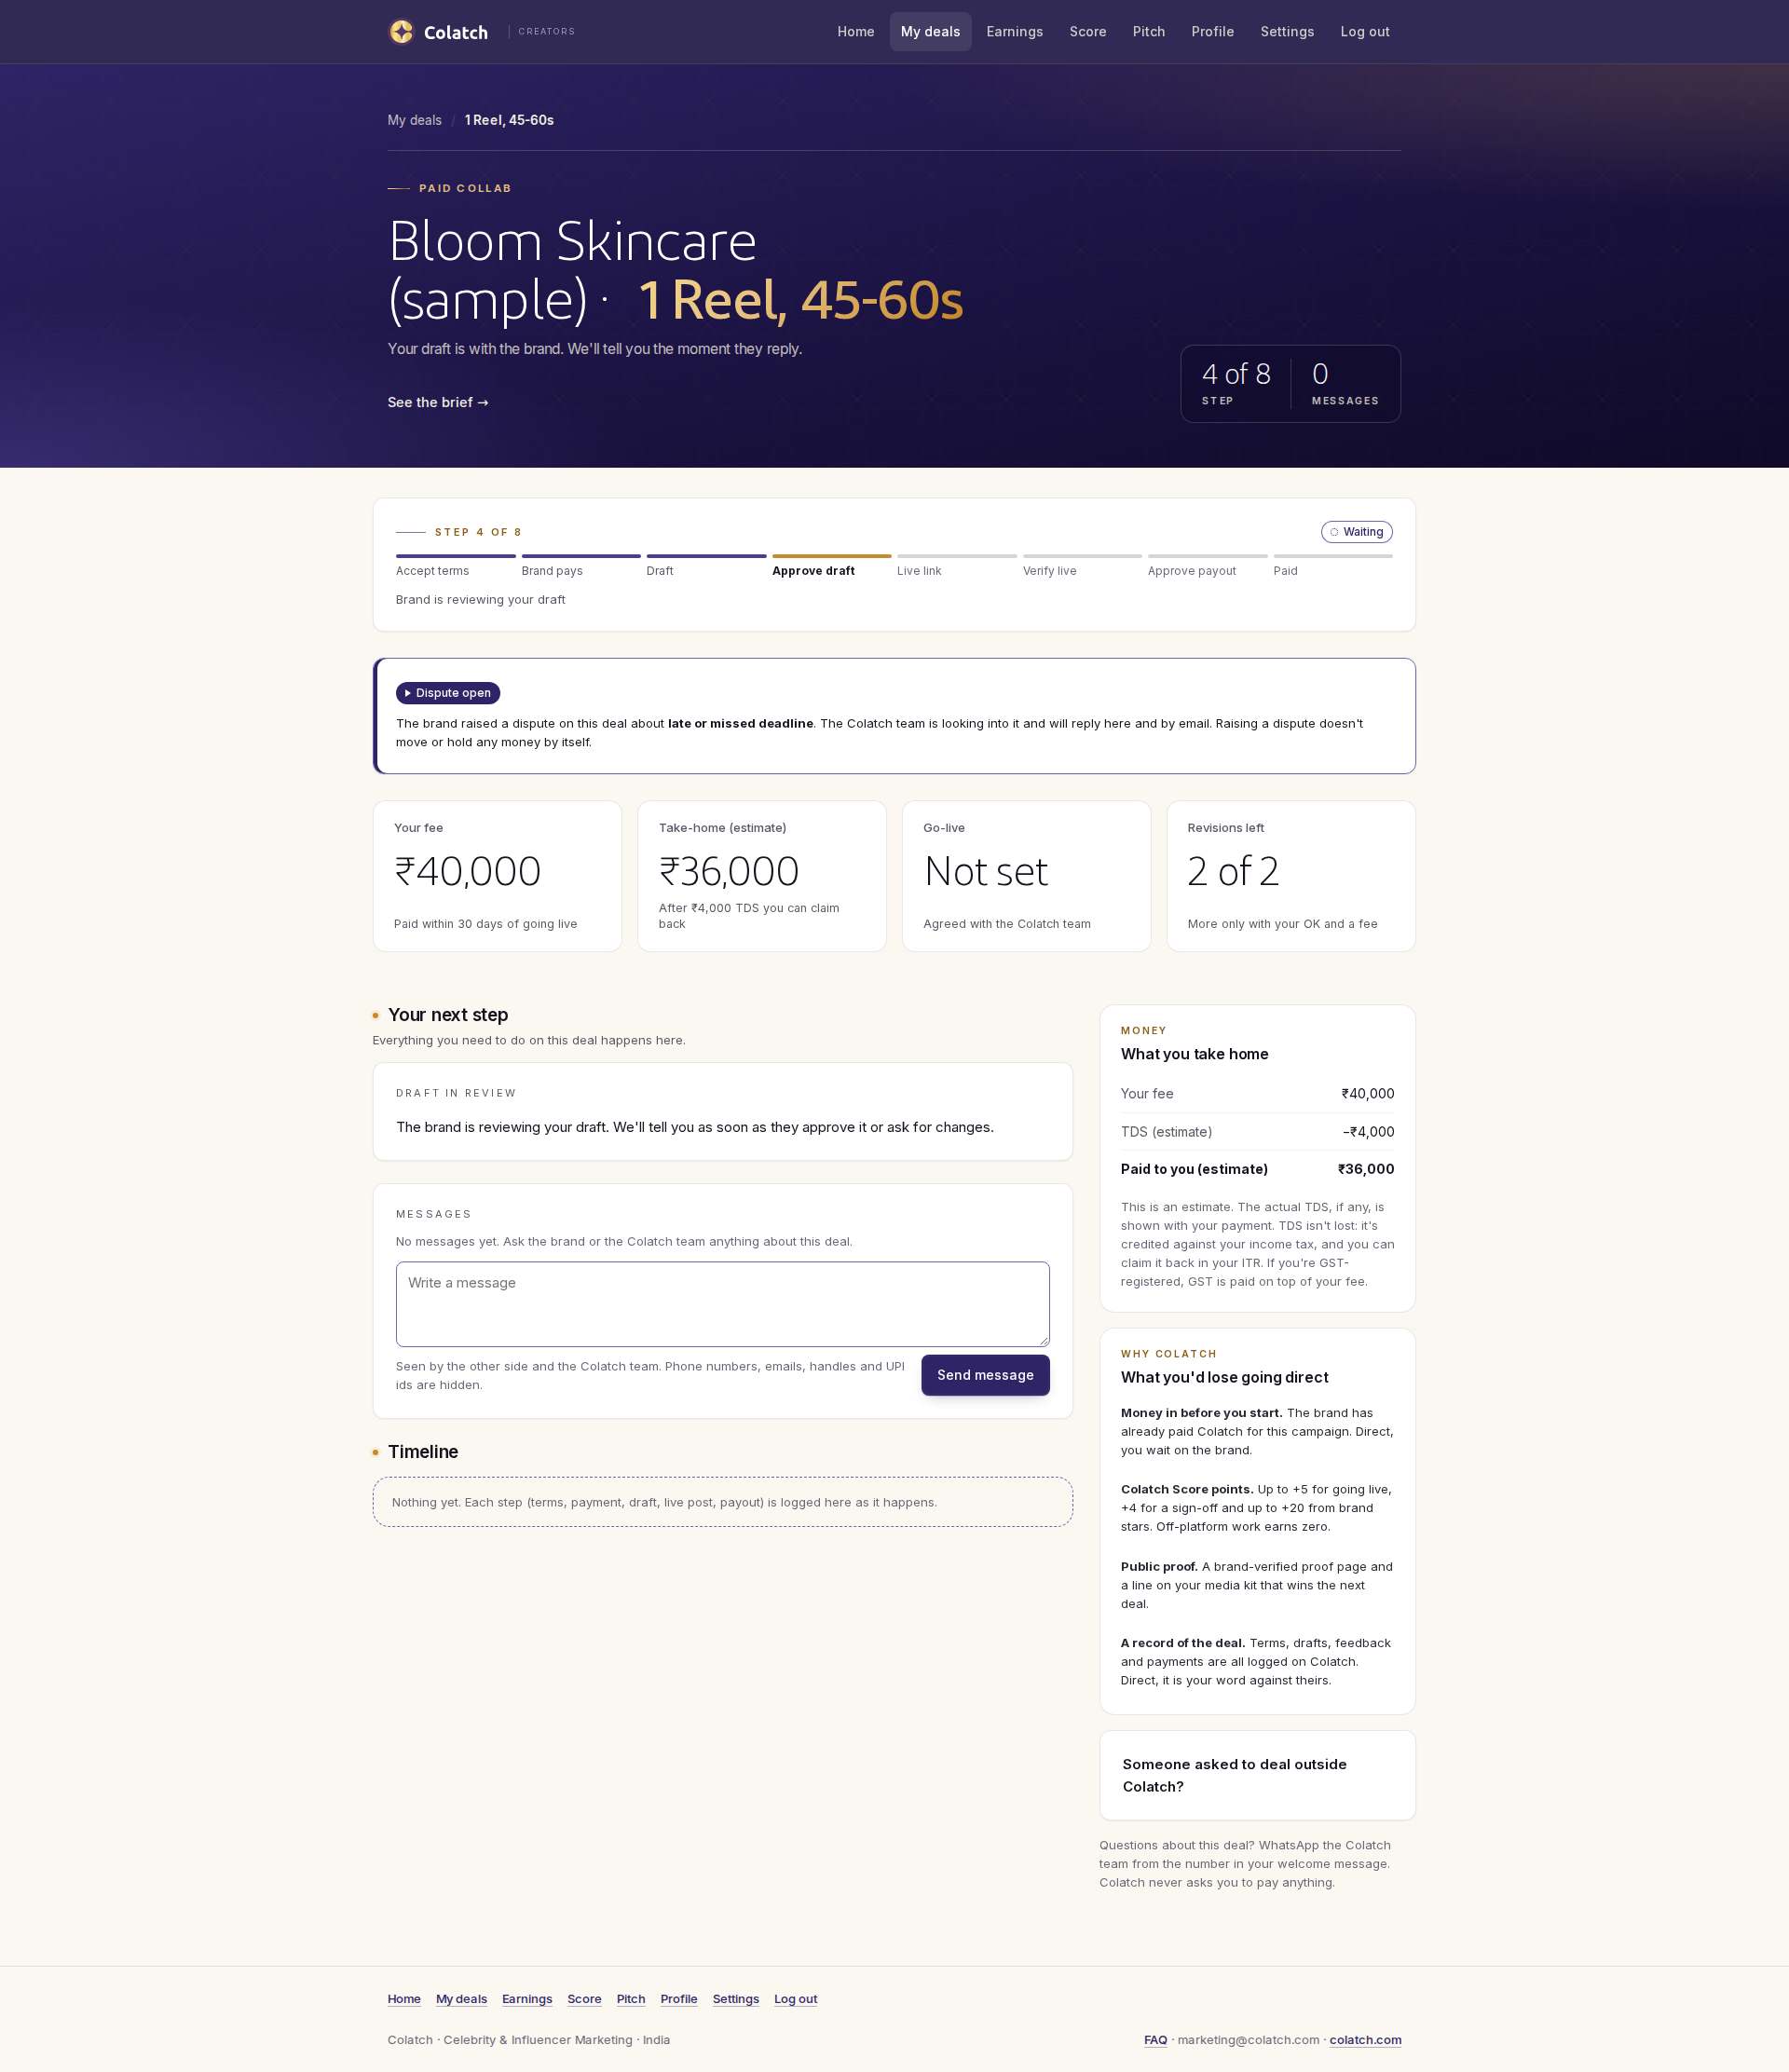 Colatch
CREATORS
Home
My deals
Earnings
Score
Pitch
Profile
Settings
Log out
My deals / 1 Reel, 45-60s
PAID COLLAB
Bloom Skincare
(sample) · 1 Reel, 45-60s
Your draft is with the brand. We'll tell you the moment they reply.
See the brief →
4 of 8
STEP
0
MESSAGES
STEP 4 OF 8
Waiting
Accept terms
Brand pays
Draft
Approve draft
Live link
Verify live
Approve payout
Paid
Brand is reviewing your draft
Dispute open
The brand raised a dispute on this deal about late or missed deadline. The Colatch team is looking into it and will reply here and by email. Raising a dispute doesn't
move or hold any money by itself.
Your fee
₹40,000
Paid within 30 days of going live
Take-home (estimate)
₹36,000
After ₹4,000 TDS you can claim
back
Go-live
Not set
Agreed with the Colatch team
Revisions left
2 of 2
More only with your OK and a fee
Your next step
Everything you need to do on this deal happens here.
DRAFT IN REVIEW
The brand is reviewing your draft. We'll tell you as soon as they approve it or ask for changes.
MESSAGES
No messages yet. Ask the brand or the Colatch team anything about this deal.
Write a message
Seen by the other side and the Colatch team. Phone numbers, emails, handles and UPI
ids are hidden.
Send message
Timeline
Nothing yet. Each step (terms, payment, draft, live post, payout) is logged here as it happens.
MONEY
What you take home
Your fee ₹40,000
TDS (estimate) −₹4,000
Paid to you (estimate) ₹36,000
This is an estimate. The actual TDS, if any, is
shown with your payment. TDS isn't lost: it's
credited against your income tax, and you can
claim it back in your ITR. If you're GST-
registered, GST is paid on top of your fee.
WHY COLATCH
What you'd lose going direct
Money in before you start. The brand has
already paid Colatch for this campaign. Direct,
you wait on the brand.
Colatch Score points. Up to +5 for going live,
+4 for a sign-off and up to +20 from brand
stars. Off-platform work earns zero.
Public proof. A brand-verified proof page and
a line on your media kit that wins the next
deal.
A record of the deal. Terms, drafts, feedback
and payments are all logged on Colatch.
Direct, it is your word against theirs.
Someone asked to deal outside
Colatch?
Questions about this deal? WhatsApp the Colatch
team from the number in your welcome message.
Colatch never asks you to pay anything.
Home My deals Earnings Score Pitch Profile Settings Log out
Colatch · Celebrity & Influencer Marketing · India
FAQ · marketing@colatch.com · colatch.com